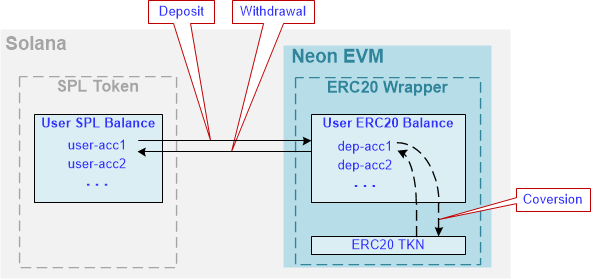 Deposit
Withdrawal
Solana
Neon EVM
SPL Token
ERC20 Wrapper
User SPL Balance
user-acc1
user-acc2
...
User ERC20 Balance
dep-acc1
dep-acc2
...
Coversion
ERC20 TKN